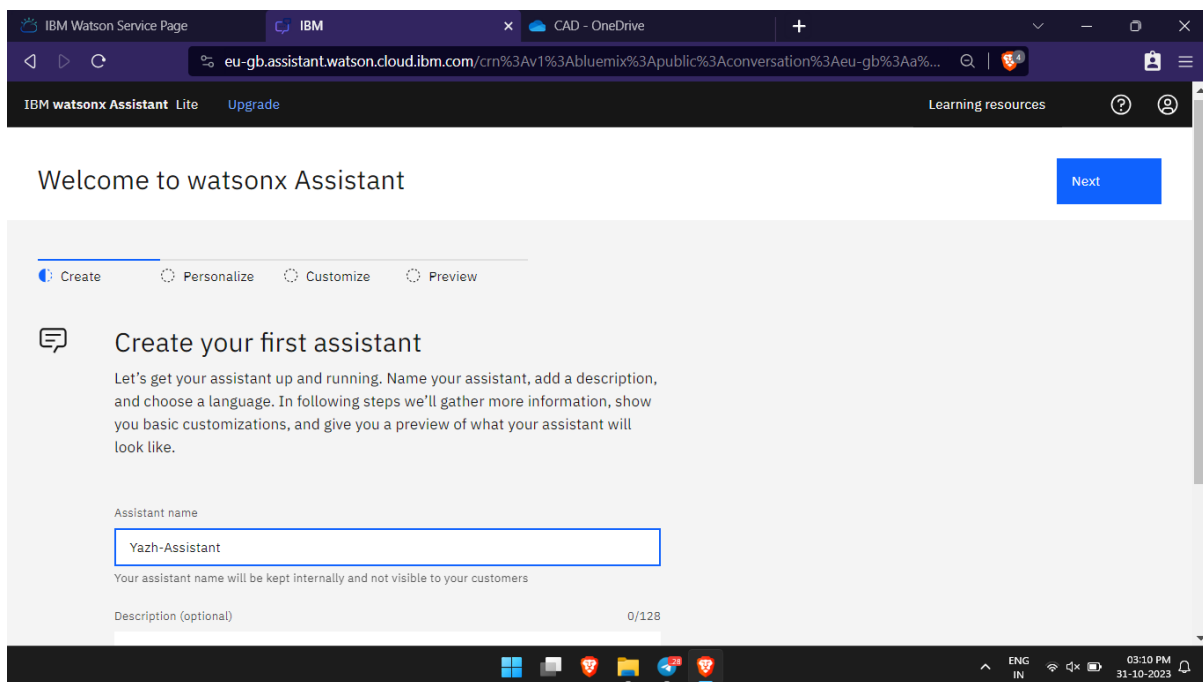 IBM Watson Service Page
IBM
CAD - OneDrive
eu-gb.assistant.watson.cloud.ibm.com/crn%3Av1%3Abluemix%3Apublic%3Aconversation%3Aeu-gb%3Aa%...
4
IBM watsonx Assistant Lite Upgrade Learning resources
Welcome to watsonx Assistant
Next
Create Personalize Customize Preview
Create your first assistant
Let's get your assistant up and running. Name your assistant, add a description,
and choose a language. In following steps we'll gather more information, show
you basic customizations, and give you a preview of what your assistant will
look like.
Assistant name
Yazh-Assistant
Your assistant name will be kept internally and not visible to your customers
Description (optional) 0/128
28
ENG
IN
03:10 PM
31-10-2023